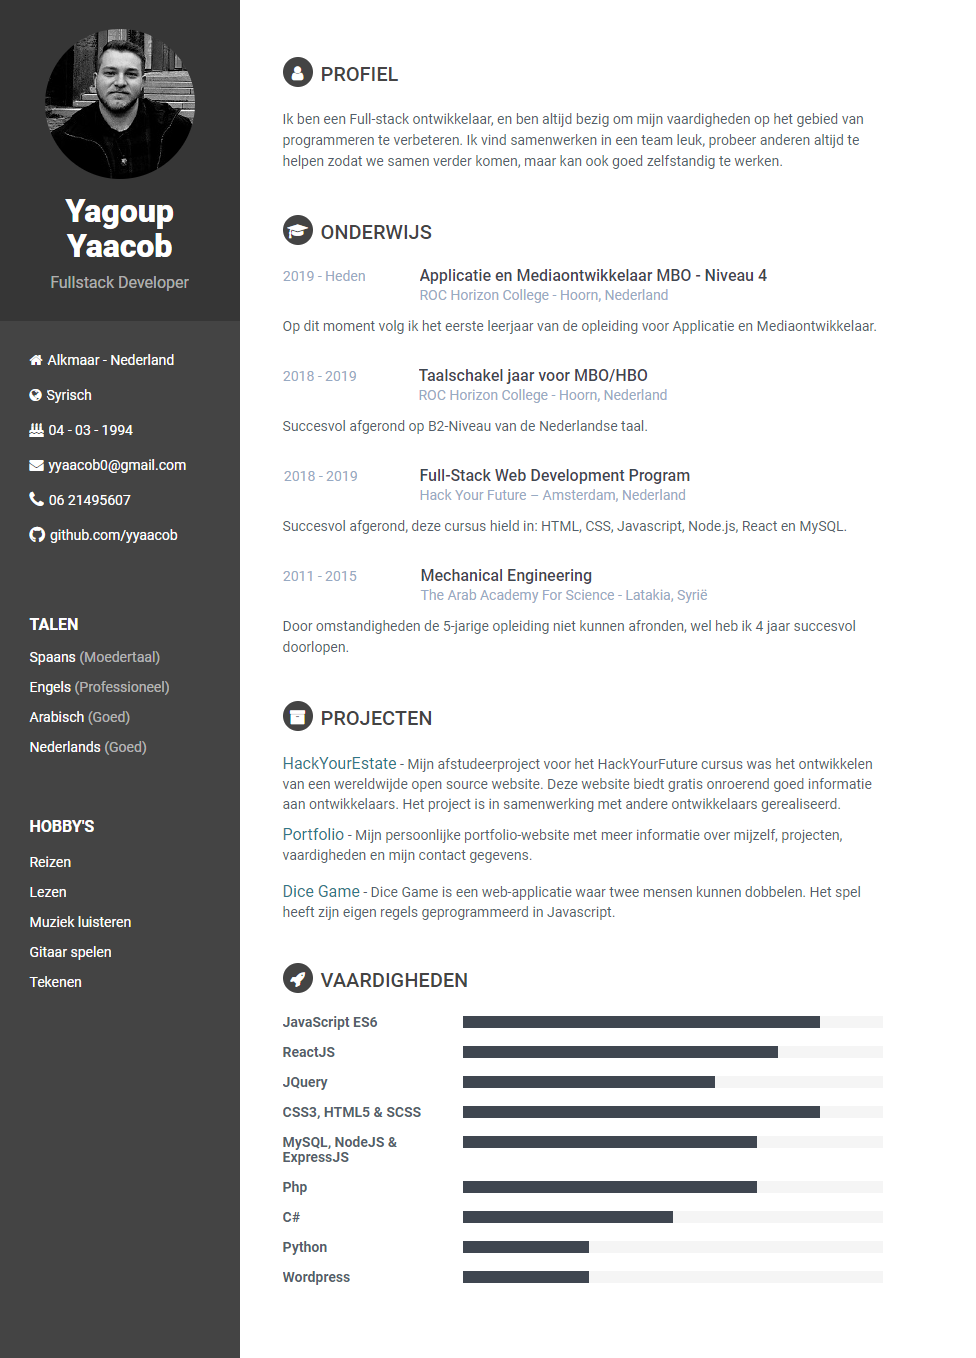 Yagoup
Yaacob
Fullstack Developer
Alkmaar - Nederland
Syrisch
04 - 03 - 1994
yyaacob0@gmail.com
06 21495607
github.com/yyaacob
TALEN
Spaans (Moedertaal)
Engels (Professioneel)
Arabisch (Goed)
Nederlands (Goed)
HOBBY'S
Reizen
Lezen
Muziek luisteren
Gitaar spelen
Tekenen
PROFIEL
Ik ben een Full-stack ontwikkelaar, en ben altijd bezig om mijn vaardigheden op het gebied van
programmeren te verbeteren. Ik vind samenwerken in een team leuk, probeer anderen altijd te
helpen zodat we samen verder komen, maar kan ook goed zelfstandig te werken.
ONDERWIJS
2019 - Heden Applicatie en Mediaontwikkelaar MBO - Niveau 4
ROC Horizon College - Hoorn, Nederland
Op dit moment volg ik het eerste leerjaar van de opleiding voor Applicatie en Mediaontwikkelaar.
2018 - 2019 Taalschakel jaar voor MBO/HBO
ROC Horizon College - Hoorn, Nederland
Succesvol afgerond op B2-Niveau van de Nederlandse taal.
2018 - 2019 Full-Stack Web Development Program
Hack Your Future – Amsterdam, Nederland
Succesvol afgerond, deze cursus hield in: HTML, CSS, Javascript, Node.js, React en MySQL.
2011 - 2015 Mechanical Engineering
The Arab Academy For Science - Latakia, Syrië
Door omstandigheden de 5-jarige opleiding niet kunnen afronden, wel heb ik 4 jaar succesvol
doorlopen.
PROJECTEN
HackYourEstate - Mijn afstudeerproject voor het HackYourFuture cursus was het ontwikkelen
van een wereldwijde open source website. Deze website biedt gratis onroerend goed informatie
aan ontwikkelaars. Het project is in samenwerking met andere ontwikkelaars gerealiseerd.
Portfolio - Mijn persoonlijke portfolio-website met meer informatie over mijzelf, projecten,
vaardigheden en mijn contact gegevens.
Dice Game - Dice Game is een web-applicatie waar twee mensen kunnen dobbelen. Het spel
heeft zijn eigen regels geprogrammeerd in Javascript.
VAARDIGHEDEN
JavaScript ES6
ReactJS
JQuery
CSS3, HTML5 & SCSS
MySQL, NodeJS &
ExpressJS
Php
C#
Python
Wordpress